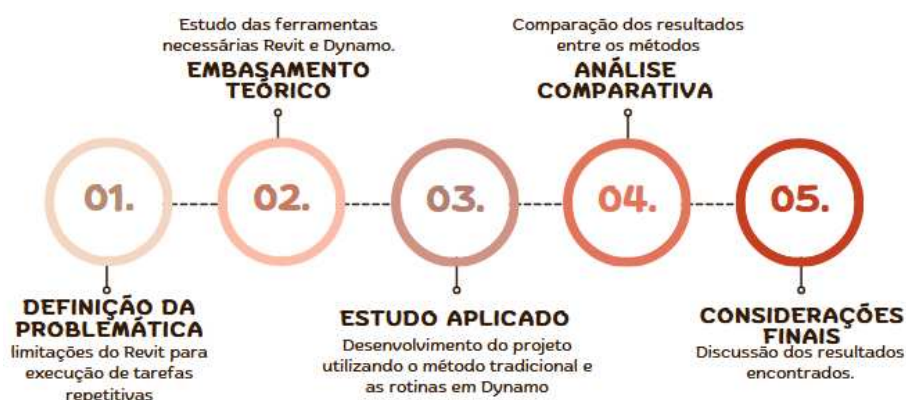 01.
DEFINIÇÃO DA
PROBLEMÁTICA
limitações do Revit para
execução de tarefas
repetitivas
Estudo das ferramentas
necessárias Revit e Dynamo.
EMBASAMENTO
TEÓRICO
02.
03.
ESTUDO APLICADO
Desenvolvimento do projeto
utilizando o método tradicional e
as rotinas em Dynamo
Comparação dos resultados
entre os métodos
ANÁLISE
COMPARATIVA
04.
05.
CONSIDERAÇÕES
FINAIS
Discussão dos resultados
encontrados.